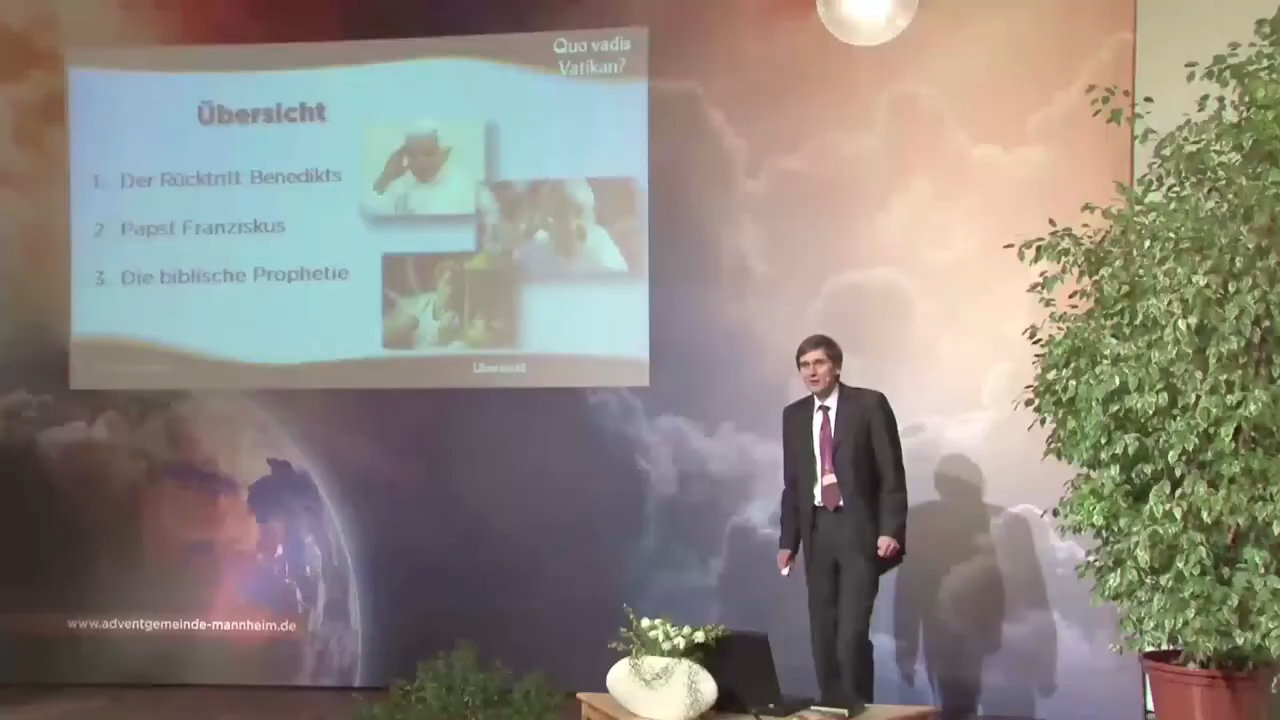 Quo vadis
Vatikan?
Übersicht
1. Der Rücktritt Benedikts
2 Papst Franziskus
3. Die biblische Prophetie
Übersicht
www.adventgemeinde-mannheim.de